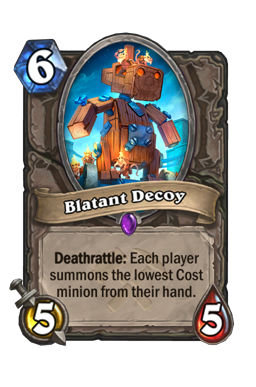 6
Blatant Decoy
Deathrattle: Each player
summons the lowest Cost
minion from their hand.
5 5